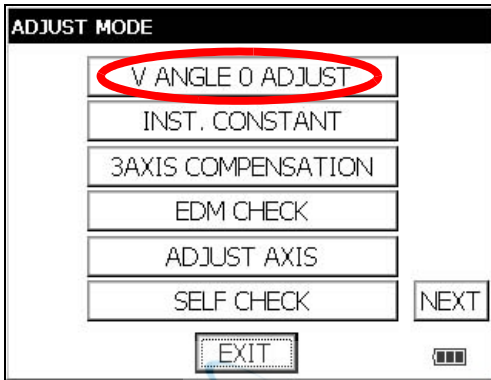 ADJUST MODE
V ANGLE 0 ADJUST
INST. CONSTANT
3AXIS COMPENSATION
EDM CHECK
ADJUST AXIS
SELF CHECK
NEXT
EXIT